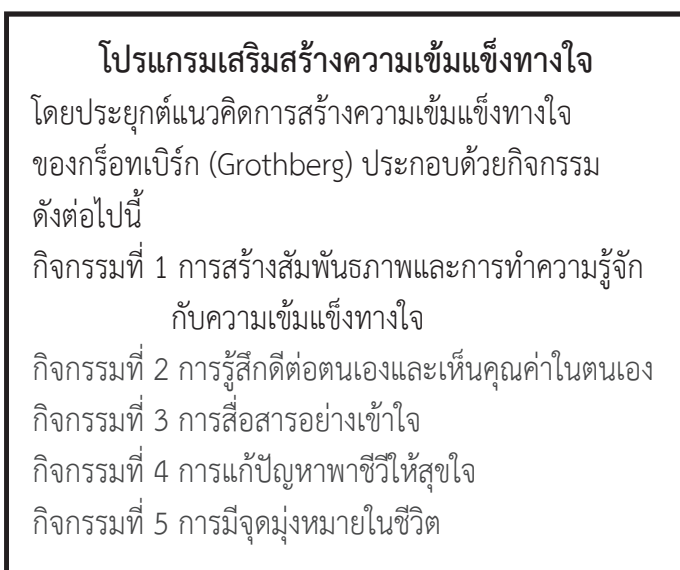 โปรแกรมเสริมสร้างความเข้มแข็งทางใจ
โดยประยุกต์แนวคิดการสร้างความเข้มแข็งทางใจ
ของกร็อทเบิร์ก (Grothberg) ประกอบด้วยกิจกรรม
ดังต่อไปนี้
กิจกรรมที่ 1 การสร้างสัมพันธภาพและการทำความรู้จัก
กับความเข้มแข็งทางใจ
กิจกรรมที่ 2 การรู้สึกดีต่อตนเองและเห็นคุณค่าในตนเอง
กิจกรรมที่ 3 การสื่อสารอย่างเข้าใจ
กิจกรรมที่ 4 การแก้ปัญหาพาชีวีให้สุขใจ
กิจกรรมที่ 5 การมีจุดมุ่งหมายในชีวิต